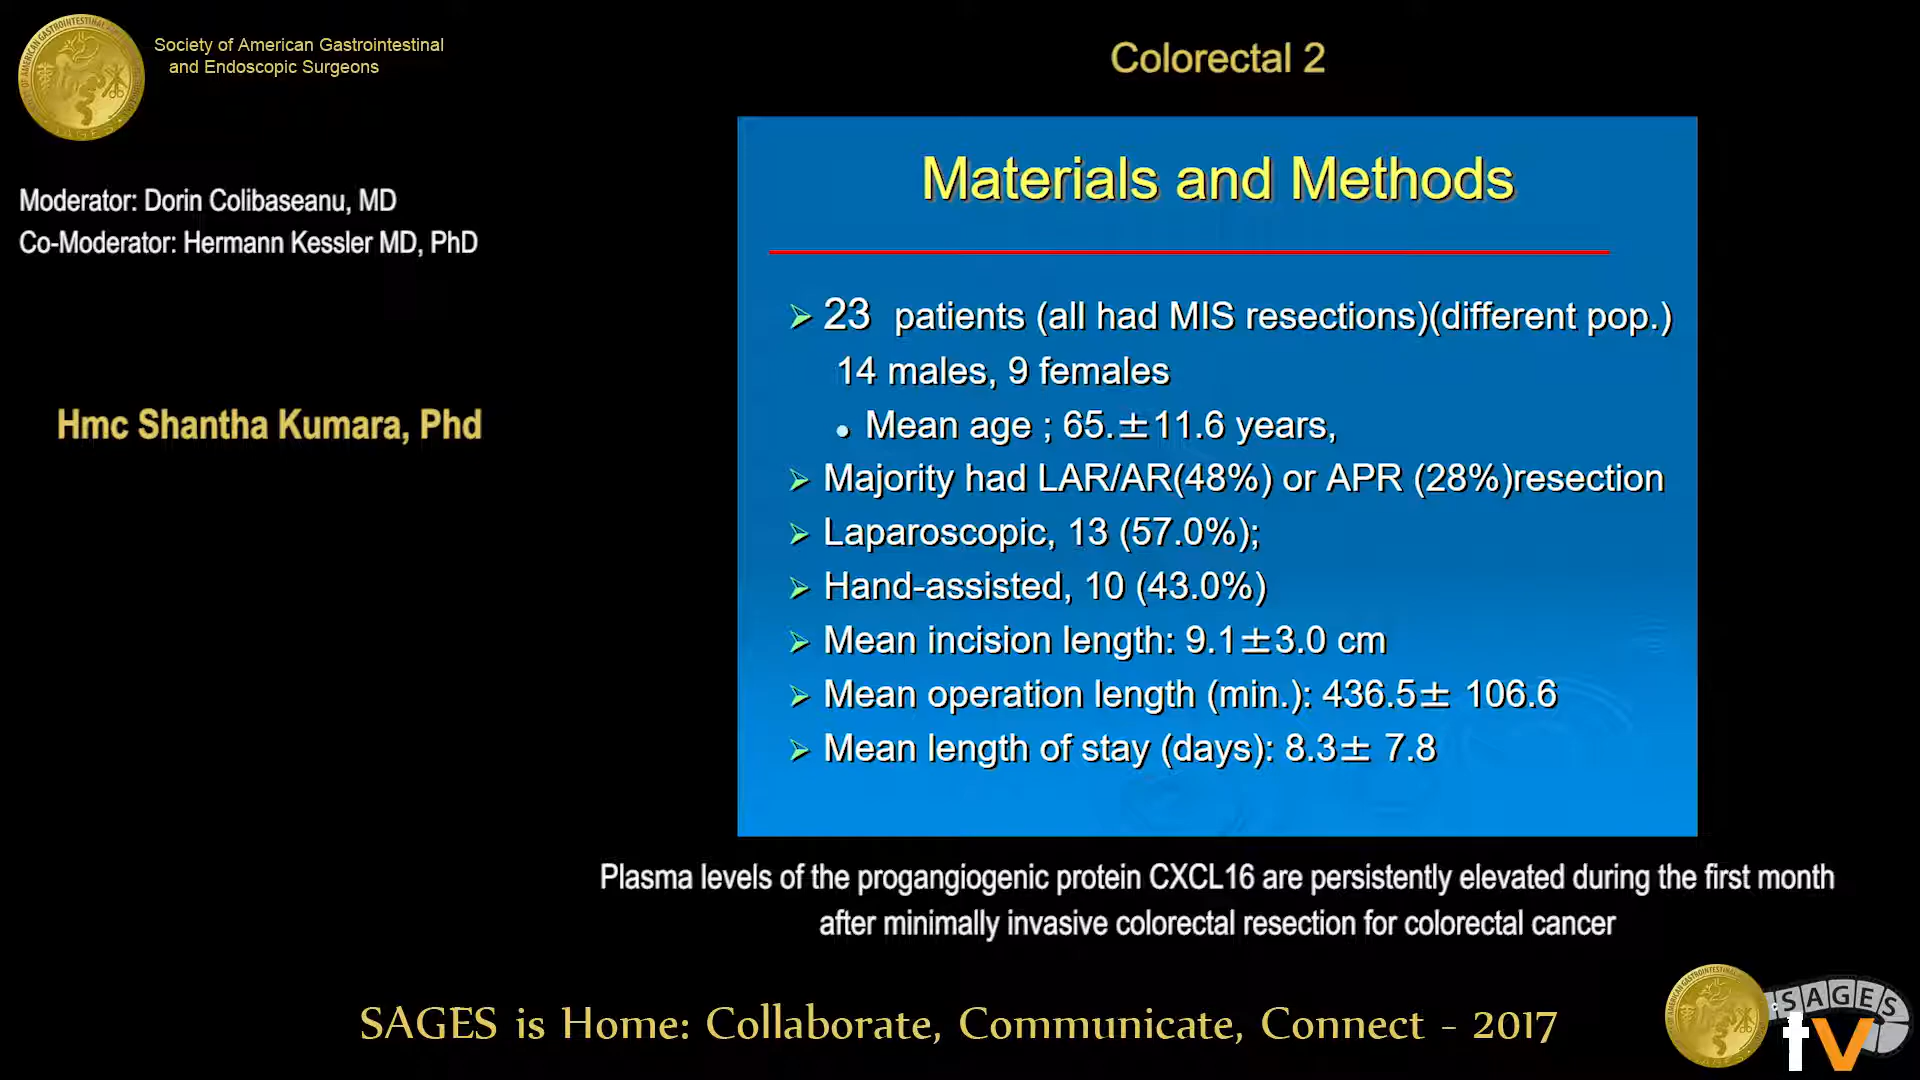 Society of American Gastrointestinal
and Endoscopic Surgeons
Colorectal 2
Moderator: Dorin Colibaseanu, MD
Co-Moderator: Hermann Kessler MD, PhD
Hmc Shantha Kumara, Phd
Materials and Methods
➢ 23 patients (all had MIS resections)(different pop.)
14 males, 9 females
• Mean age ; 65.±11.6 years,
➢ Majority had LAR/AR(48%) or APR (28%)resection
➢ Laparoscopic, 13 (57.0%);
➢ Hand-assisted, 10 (43.0%)
➢ Mean incision length: 9.1±3.0 cm
➢ Mean operation length (min.): 436.5± 106.6
➢ Mean length of stay (days): 8.3± 7.8
Plasma levels of the progangiogenic protein CXCL16 are persistently elevated during the first month
after minimally invasive colorectal resection for colorectal cancer
SAGES is Home: Collaborate, Communicate, Connect - 2017
SAGES
tv